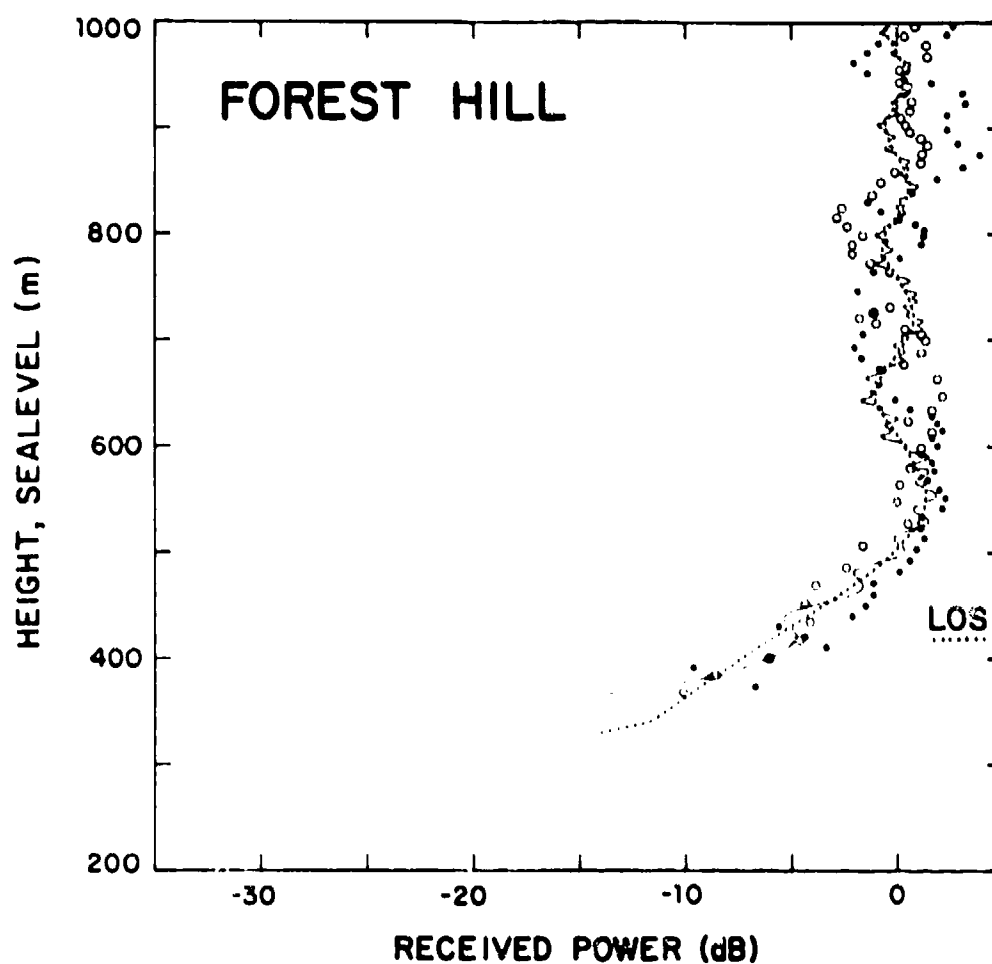 1000
FOREST HILL
800
HEIGHT, SEALEVEL (m)
600
LOS
400
200
-30 -20 -10 0
RECEIVED POWER (dB)